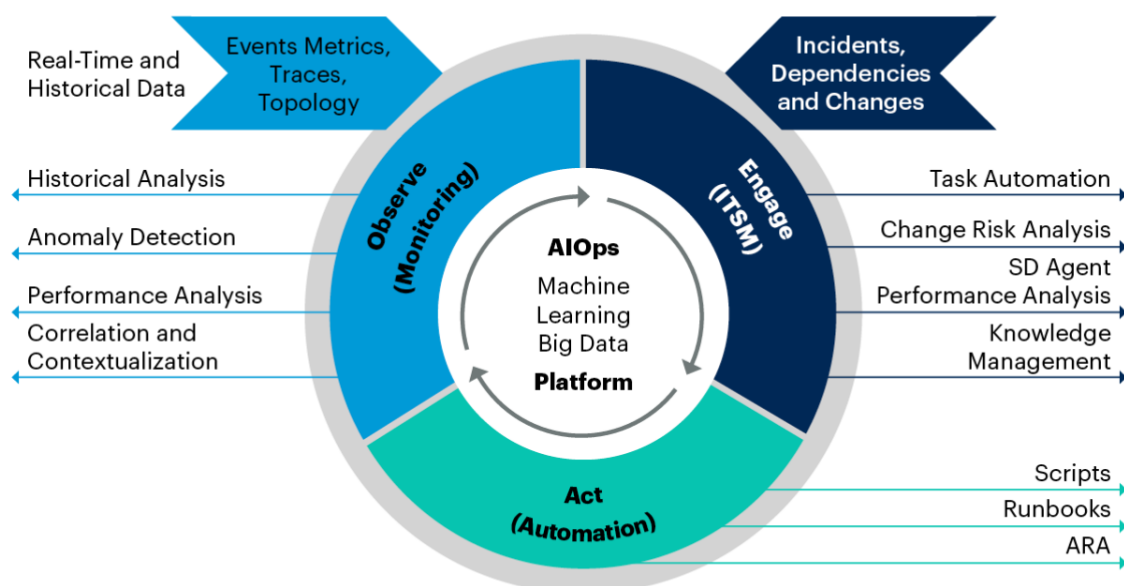 Real-Time and
Historical Data
Events Metrics,
Traces,
Topology
Incidents,
Dependencies
and Changes
Historical Analysis
Anomaly Detection
Performance Analysis
Correlation and
Contextualization
Observe
(Monitoring)
Engage
(ITSM)
AIOps
Machine
Learning
Big Data
Platform
Act
(Automation)
Task Automation
Change Risk Analysis
SD Agent
Performance Analysis
Knowledge
Management
Scripts
Runbooks
ARA